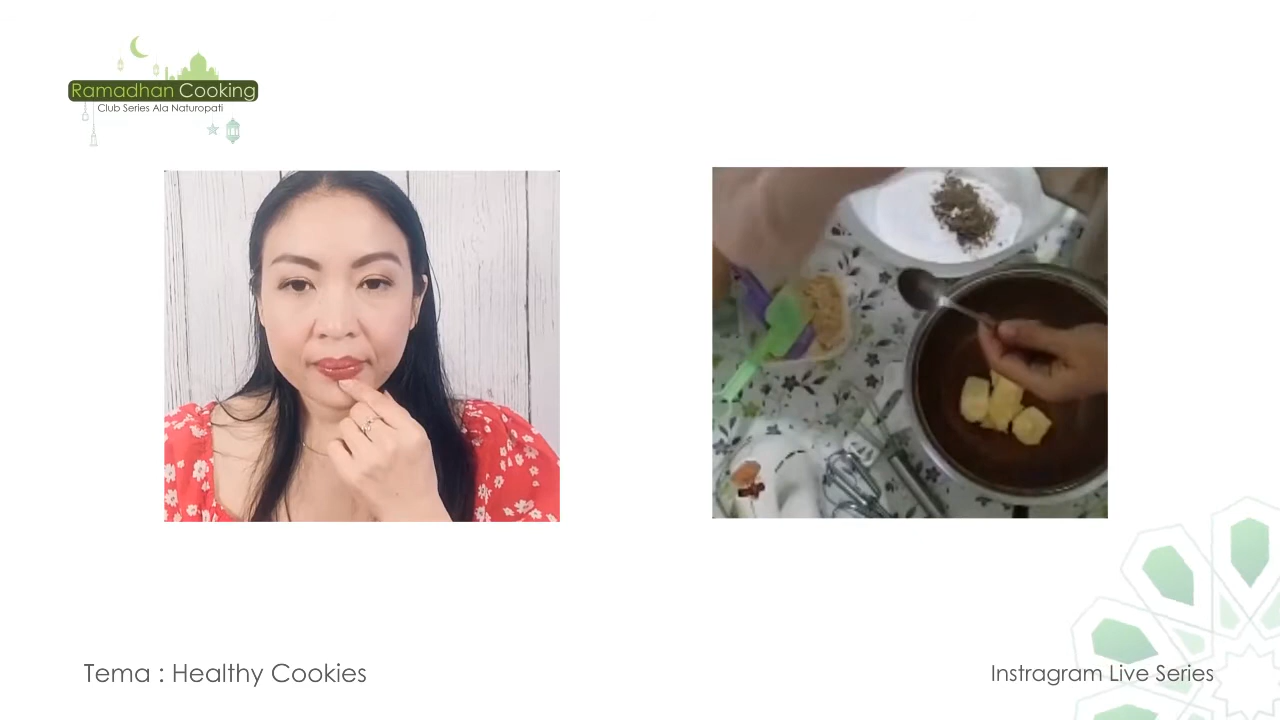 Ramadhan Cooking
Club Series Ala Naturopati
Tema : Healthy Cookies
Instragram Live Series